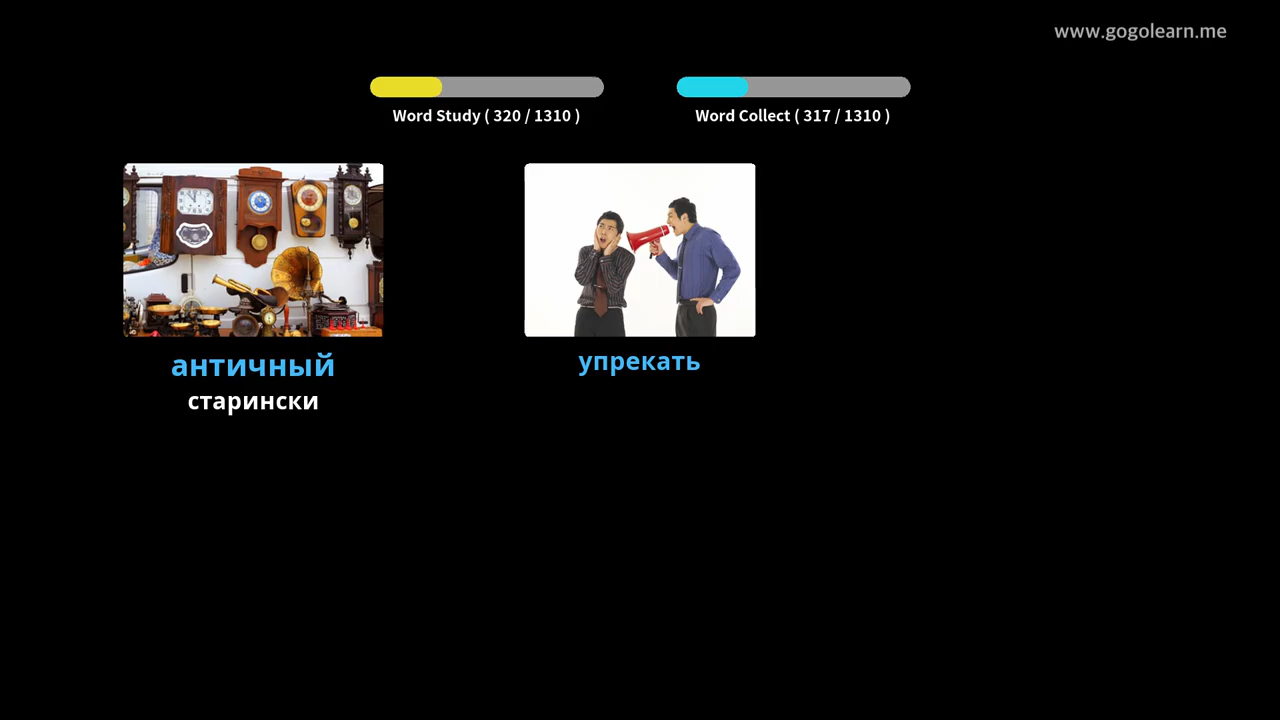 www.gogolearn.me
Word Study ( 320 / 1310 )
Word Collect ( 317 / 1310 )
античный
старински
упрекать